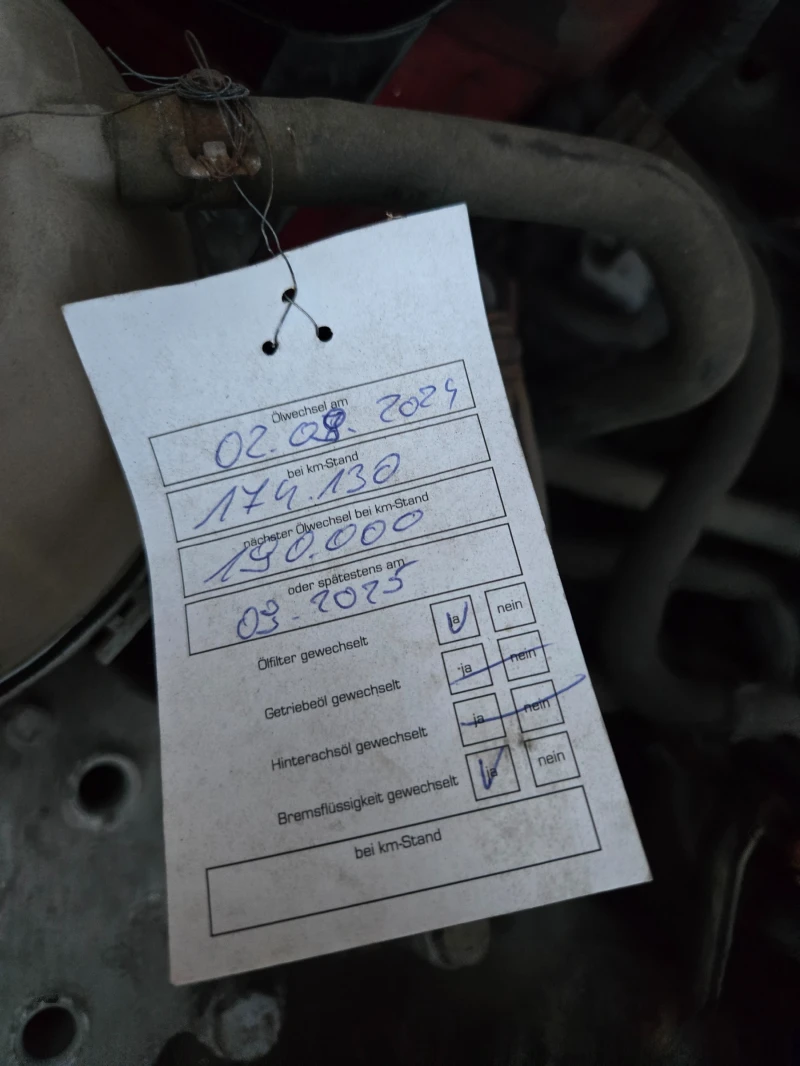 Ölwechsel am
02.09. 2024
bei km-Stand
174.130
nächster Ölwechsel bei km-Stand
190.000
oder spätestens am
09-2025
Ölfilter gewechselt ja nein
Getriebeöl gewechselt ja nein
Hinterachsöl gewechselt ja nein
Bremsflüssigkeit gewechselt ja nein
bei km-Stand